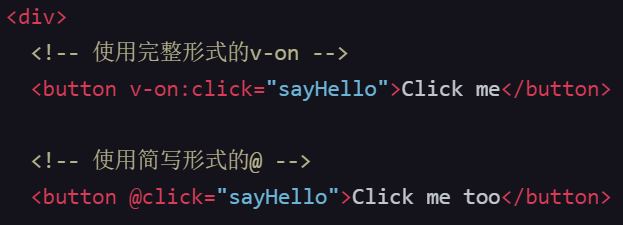 <div>
<!-- 使用完整形式的v-on -->
<button v-on:click="sayHello">Click me</button>
<!-- 使用简写形式的@ -->
<button @click="sayHello">Click me too</button>